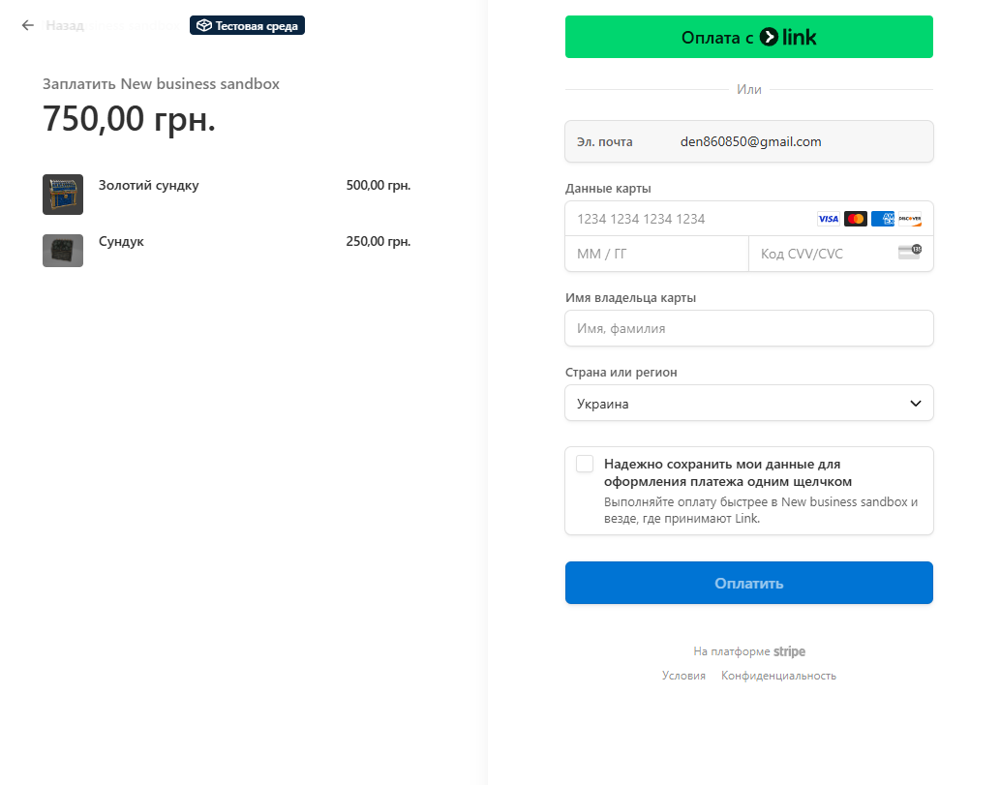 Назад
Тестовая среда
Заплатить New business sandbox
750,00 грн.
Золотий сундку 500,00 грн.
Сундук 250,00 грн.
Оплата с link
Или
Эл. почта den860850@gmail.com
Данные карты
1234 1234 1234 1234 VISA DISCOVER
ММ / ГГ Код CVV/CVC 135
Имя владельца карты
Имя, фамилия
Страна или регион
Украина
Надежно сохранить мои данные для
оформления платежа одним щелчком
Выполняйте оплату быстрее в New business sandbox и
везде, где принимают Link.
Оплатить
На платформе stripe
Условия Конфиденциальность